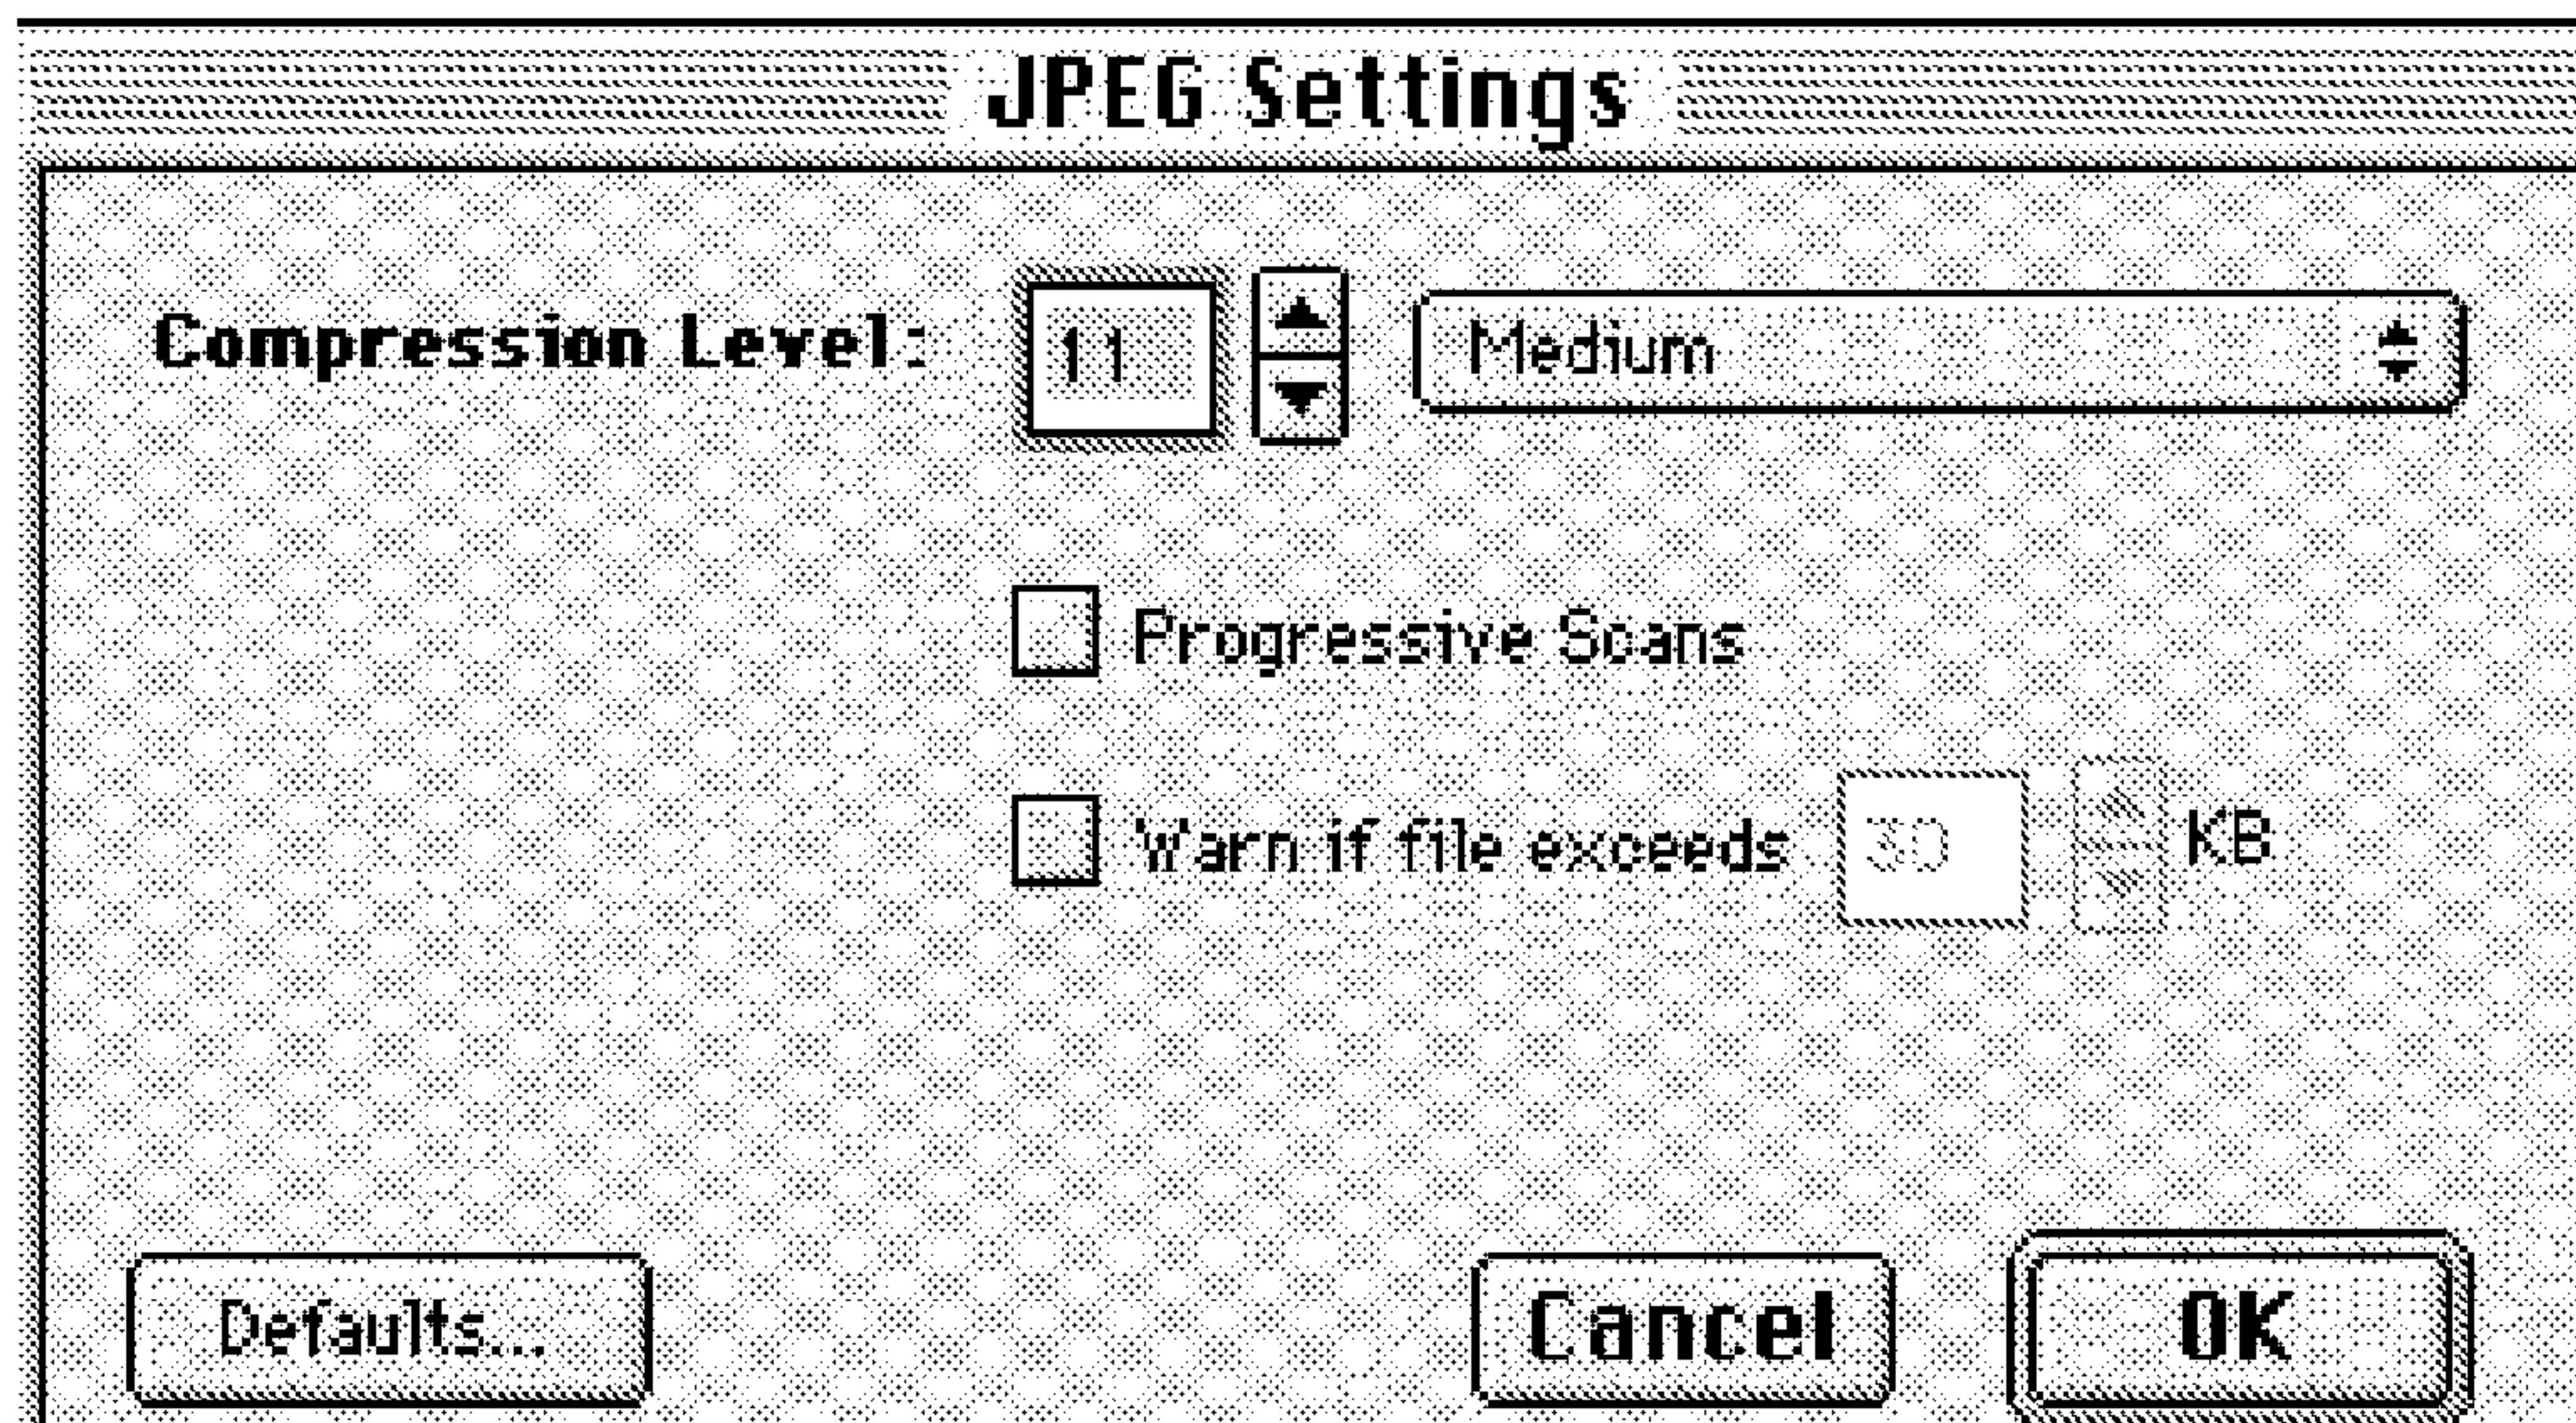 JPEG Settings
Compression Level: 11 Medium
Progressive Scans
Warn if file exceeds 30 KB
Defaults... Cancel OK